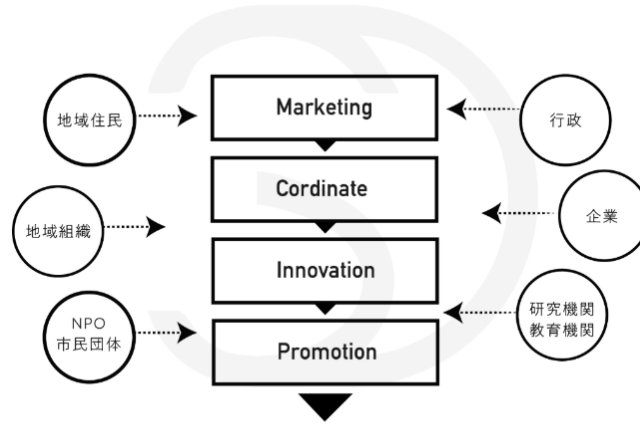 Marketing
地域住民
行政
Cordinate
地域組織
企業
Innovation
NPO
市民団体
研究機関
教育機関
Promotion